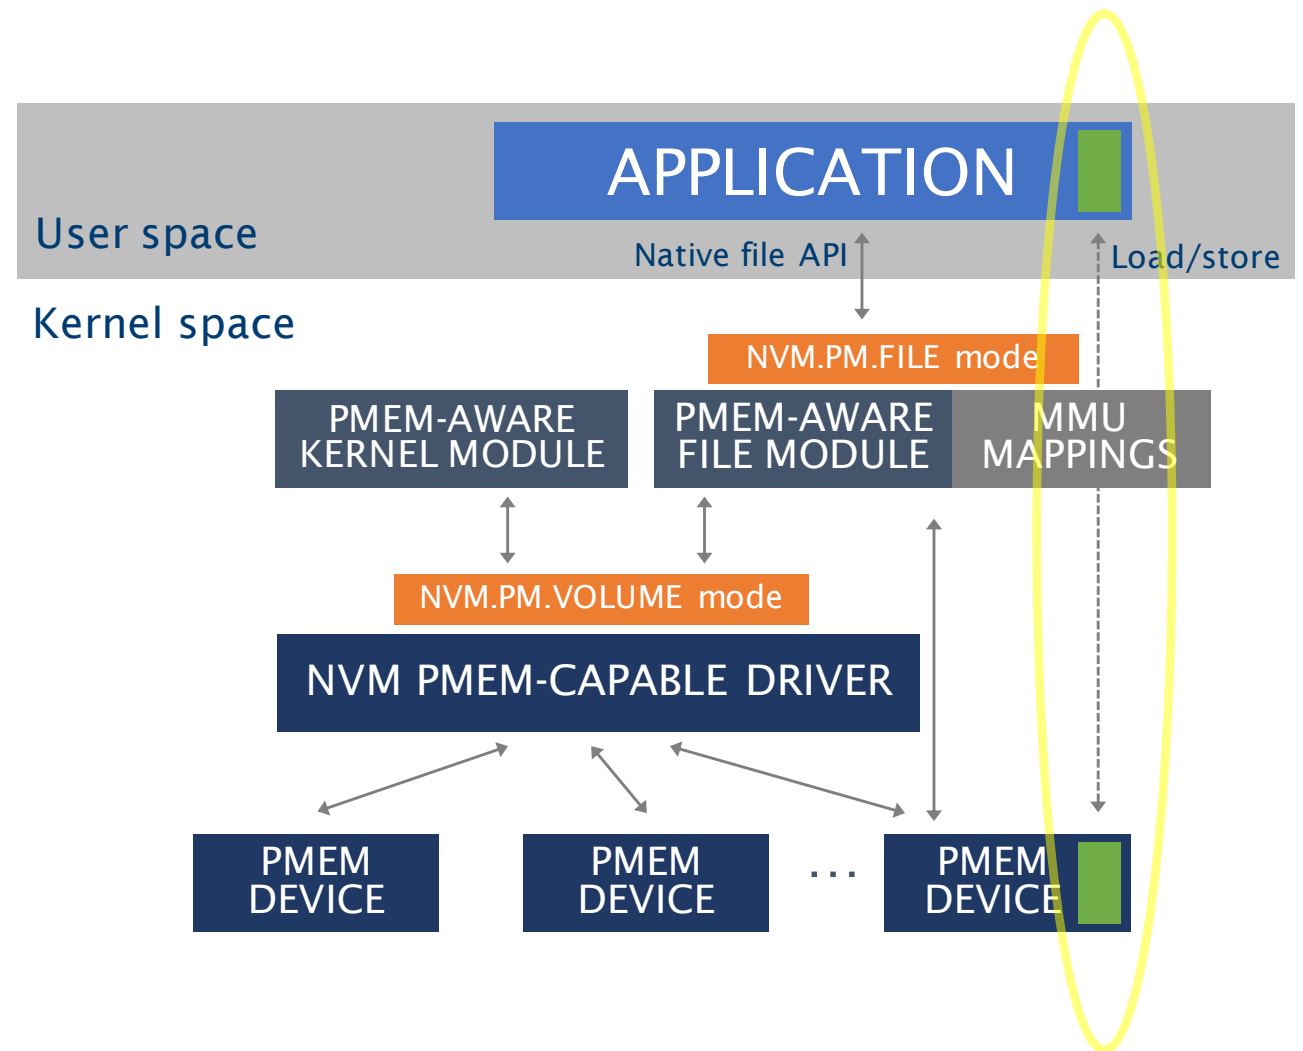 APPLICATION
User space
Native file API
Load/store
Kernel space
NVM.PM.FILE mode
PMEM-AWARE
KERNEL MODULE
PMEM-AWARE
FILE MODULE
MMU
MAPPINGS
NVM.PM.VOLUME mode
NVM PMEM-CAPABLE DRIVER
PMEM
DEVICE
PMEM
DEVICE
...
PMEM
DEVICE